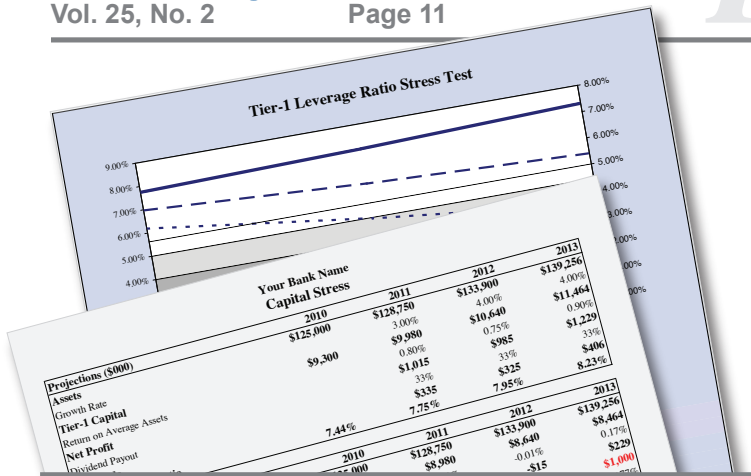 Vol. 25, No. 2 Page 11
Tier-1 Leverage Ratio Stress Test
9.00%
8.00%
7.00%
6.00%
5.00%
4.00%
8.00%
7.00%
6.00%
5.00%
4.00%
3.00%
2.00%
.00%
00%
Your Bank Name
Capital Stress
Projections ($000) 2010 2011 2012 2013
Assets $125,000 $128,750 $133,900 $139,256
Growth Rate 3.00% 4.00% 4.00%
Tier-1 Capital $9,300 $9,980 $10,640 $11,464
Return on Average Assets 0.80% 0.75% 0.90%
Net Profit $1,015 $985 $1,229
Dividend Payout 33% 33% 33%
$335 $325 $406
7.44% 7.75% 7.95% 8.23%
2010 2011 2012 2013
$128,750 $133,900 $139,256
$8,980 $8,640 $8,464
-0.01% 0.17%
-$15 $229
$1,000